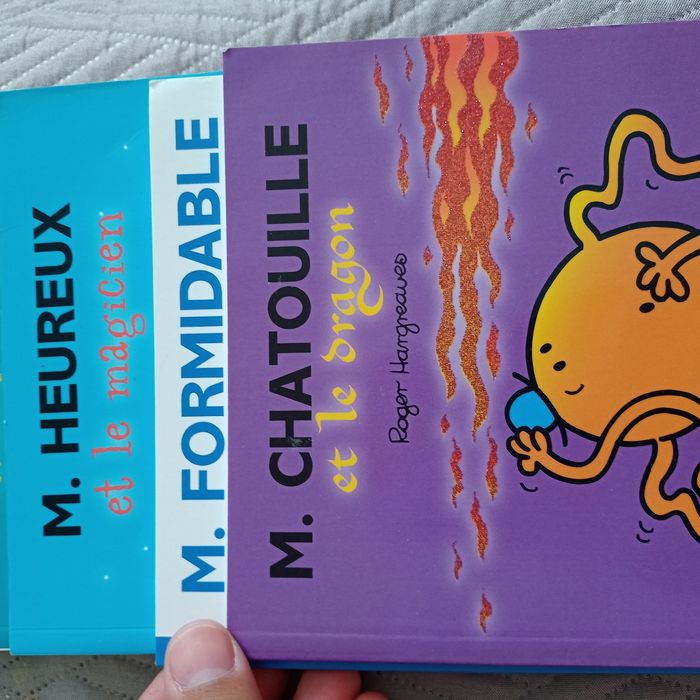 M. HEUREUX
et le magicien
M. FORMIDABLE
M. CHATOUILLE
et le dragon
Roger Hargreaves